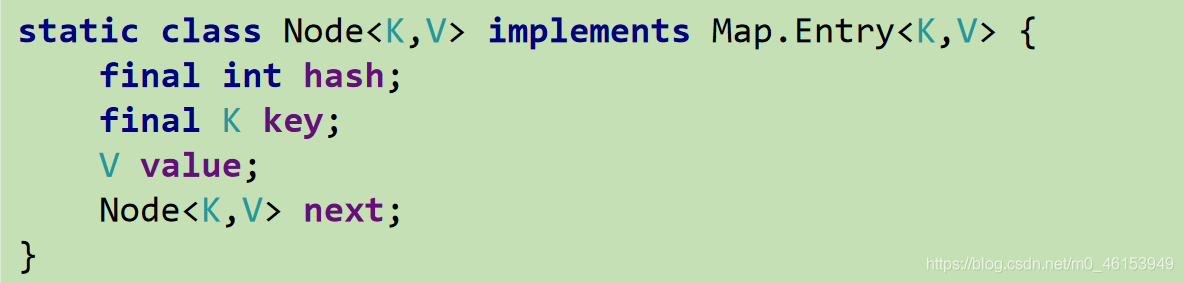 static class Node<K,V> implements Map.Entry<K,V> {
    final int hash;
    final K key;
    V value;
    Node<K,V> next;
}
https://blog.csdn.net/m0_46153949